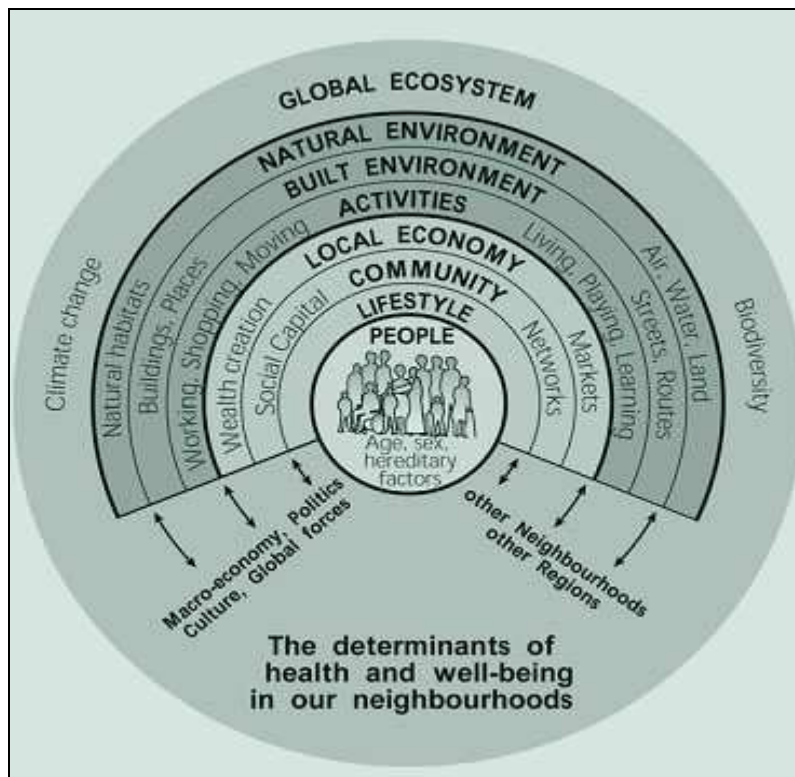 GLOBAL ECOSYSTEM
NATURAL ENVIRONMENT
BUILT ENVIRONMENT
ACTIVITIES
LOCAL ECONOMY
COMMUNITY
LIFESTYLE
PEOPLE
Age, sex,
hereditary
factors
Climate change
Natural habitats
Buildings, Places
Working, Shopping, Moving
Wealth creation
Social Capital
Networks
Markets
Living, Playing, Learning
Streets, Routes
Air, Water, Land
Biodiversity
Macro-economy, Politics
Culture, Global forces
other Neighbourhoods
other Regions
The determinants of
health and well-being
in our neighbourhoods